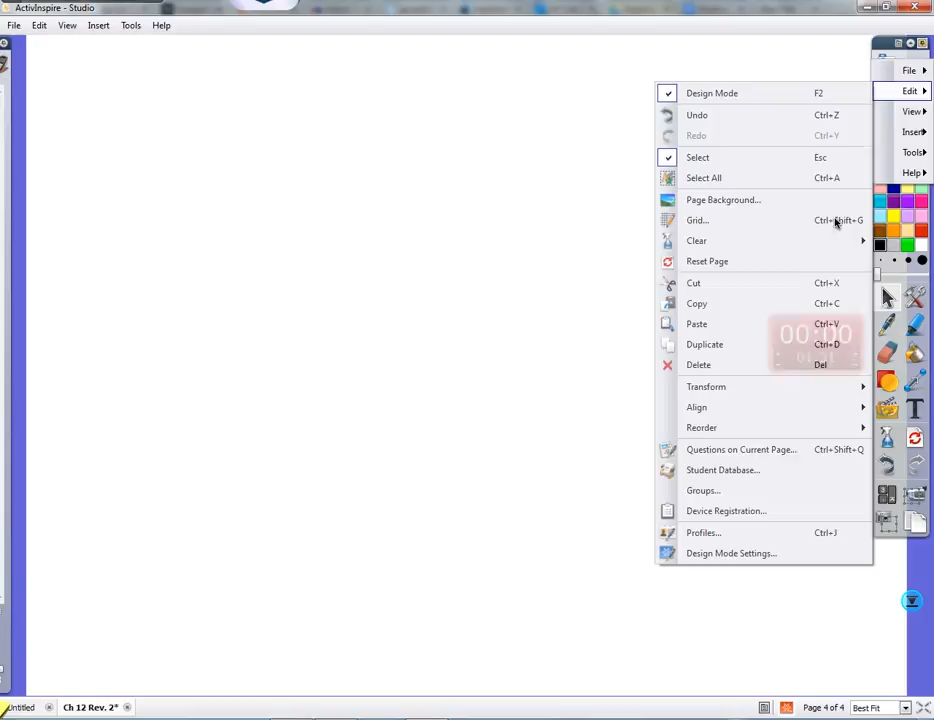 ActivInspire - Studio
File Edit View Insert Tools Help
File
Edit
View
Insert
Tools
Help
Design Mode F2
Undo Ctrl+Z
Redo Ctrl+Y
Select Esc
Select All Ctrl+A
Page Background...
Grid... Ctrl+Shift+G
Clear
Reset Page
Cut Ctrl+X
Copy Ctrl+C
Paste Ctrl+V
Duplicate Ctrl+D
Delete Del
00:00
Transform
Align
Reorder
Questions on Current Page... Ctrl+Shift+Q
Student Database...
Groups...
Device Registration...
Profiles... Ctrl+J
Design Mode Settings...
T
Untitled Ch 12 Rev. 2* Page 4 of 4 Best Fit